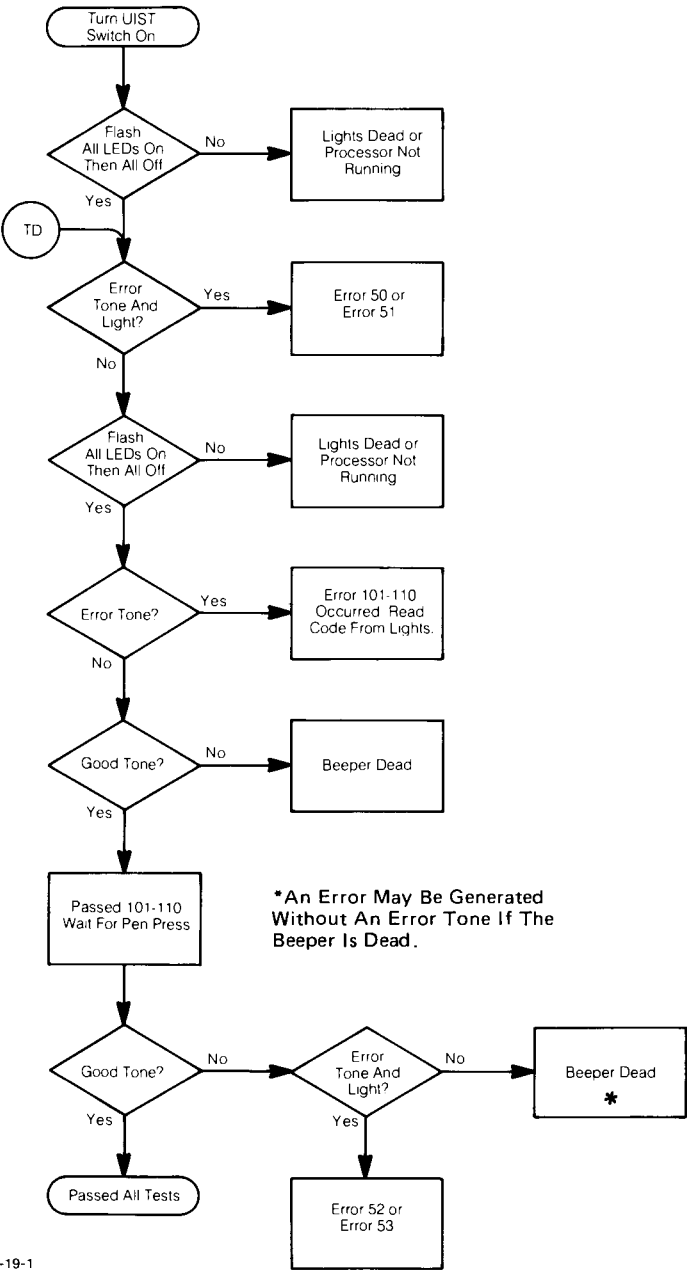 Turn UIST
Switch On
Flash
All LEDs On
Then All Off
No
Lights Dead or
Processor Not
Running
Yes
TD
Error
Tone And
Light?
Yes
Error 50 or
Error 51
No
Flash
All LEDs On
Then All Off
No
Lights Dead or
Processor Not
Running
Yes
Error Tone?
Yes
Error 101-110
Occurred Read
Code From Lights.
No
Good Tone?
No
Beeper Dead
Yes
Passed 101-110
Wait For Pen Press
*An Error May Be Generated
Without An Error Tone If The
Beeper Is Dead.
Good Tone?
No
Error
Tone And
Light?
No
Beeper Dead
*
Yes
Yes
Passed All Tests
Error 52 or
Error 53
-19-1